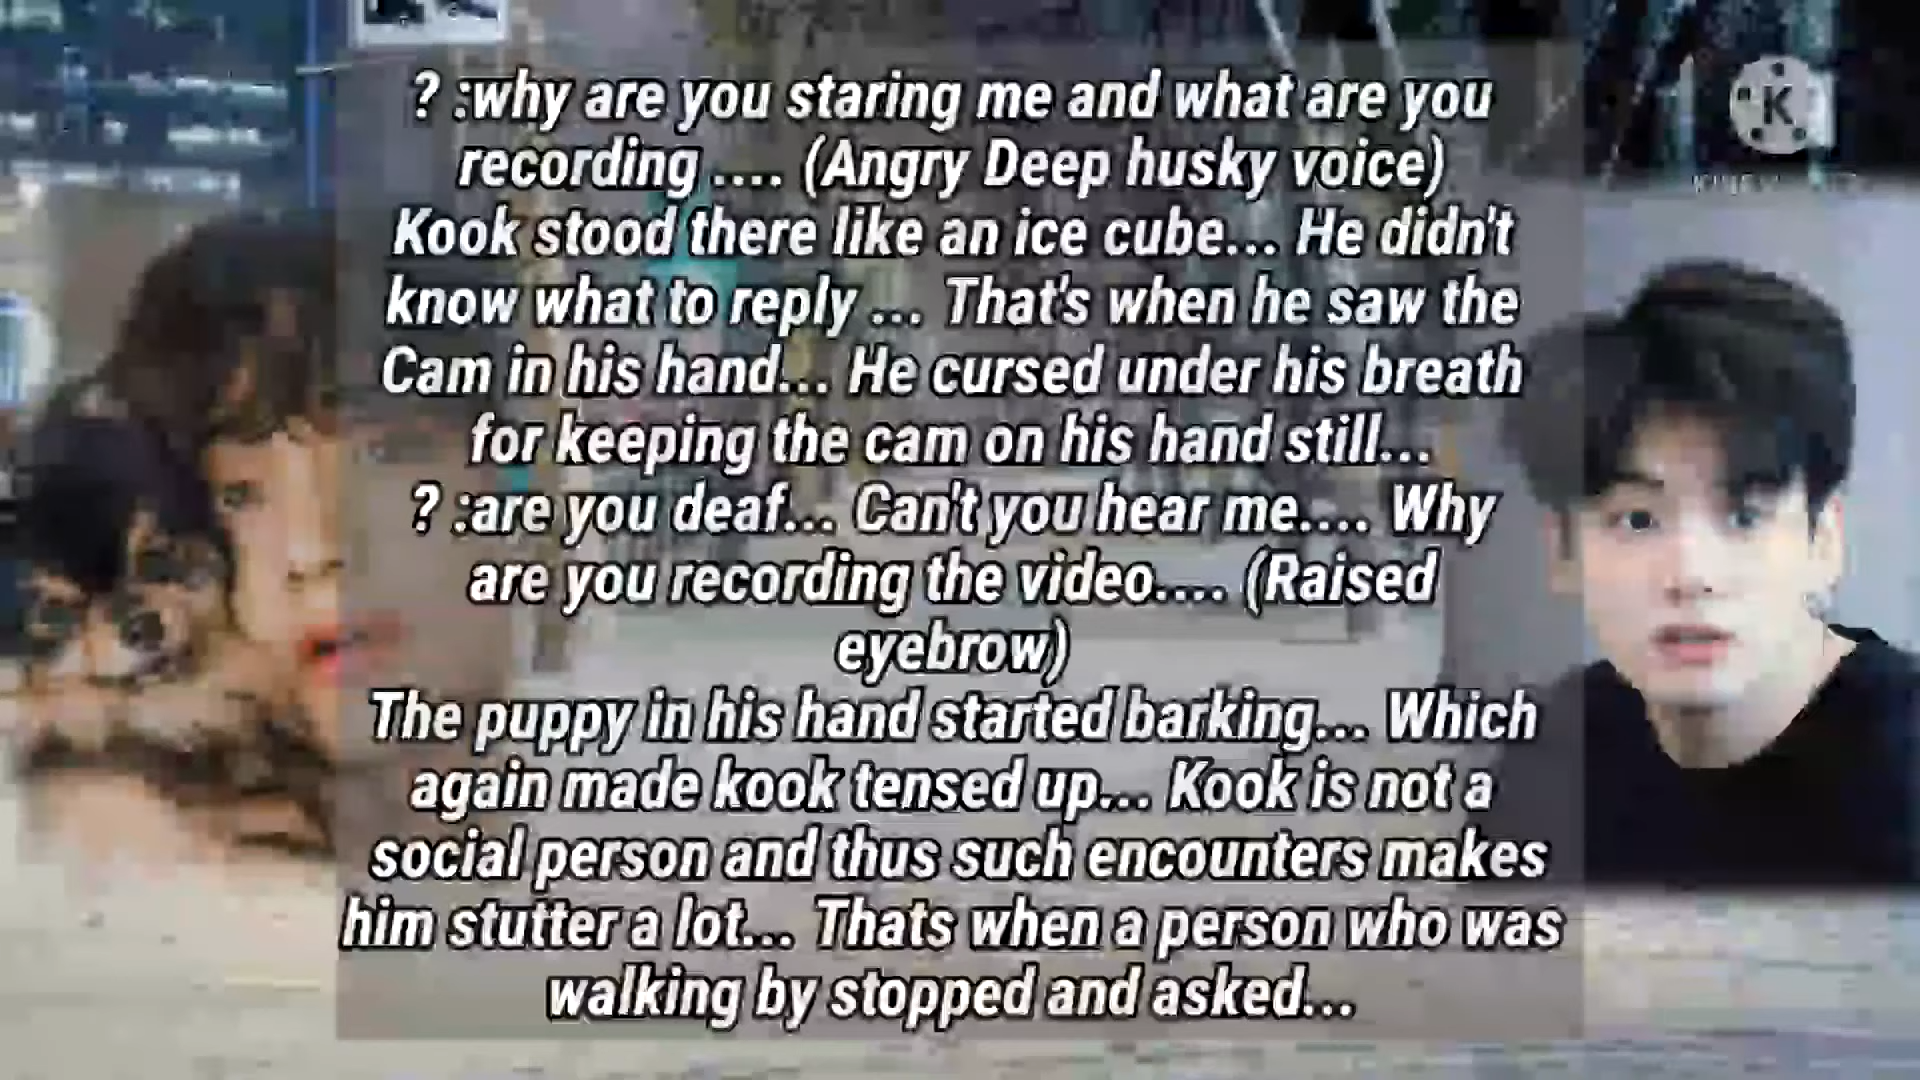 ? :why are you staring me and what are you
recording .... (Angry Deep husky voice)
Kook stood there like an ice cube... He didn't
know what to reply ... That's when he saw the
Cam in his hand... He cursed under his breath
for keeping the cam on his hand still...
? :are you deaf... Can't you hear me.... Why
are you recording the video.... (Raised
eyebrow)
The puppy in his hand started barking... Which
again made kook tensed up... Kook is not a
social person and thus such encounters makes
him stutter a lot... Thats when a person who was
walking by stopped and asked...
K